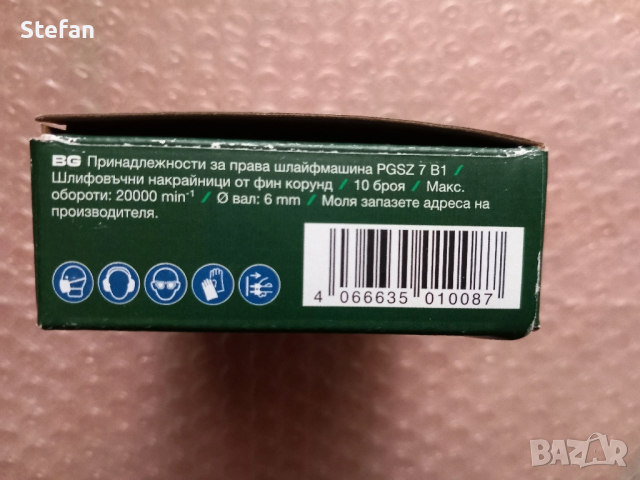 Stefan
BG Принадлежности за права шлайфмашина PGSZ 7 B1 /
Шлифовъчни накрайници от фин корунд / 10 броя / Макс.
обороти: 20000 min⁻¹ / Ø вал: 6 mm / Моля запазете адреса на
производителя.
4 066635 010087
BAZAR